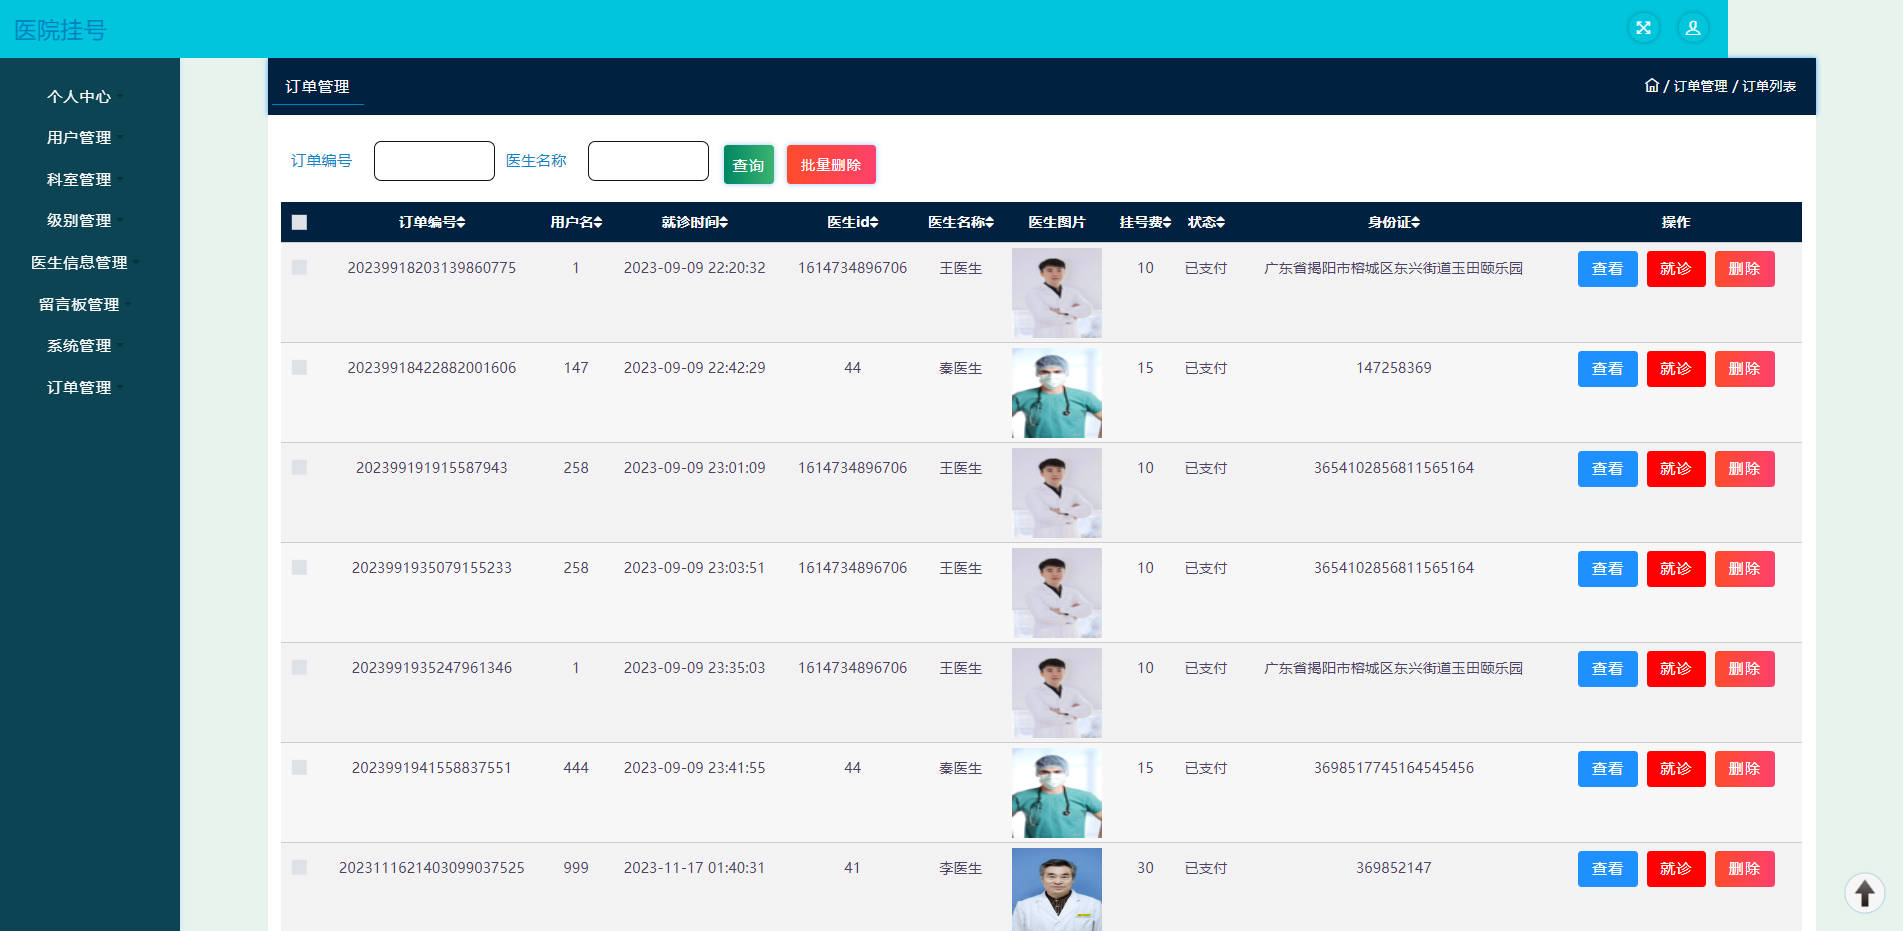 医院挂号
个人中心
用户管理
科室管理
级别管理
医生信息管理
留言板管理
系统管理
订单管理
订单管理
/ 订单管理 / 订单列表
订单编号 医生名称 查询 批量删除
订单编号 用户名 就诊时间 医生id 医生名称 医生图片 挂号费 状态 身份证 操作
20239918203139860775 1 2023-09-09 22:20:32 1614734896706 王医生 10 已支付 广东省揭阳市榕城区东兴街道玉田颐乐园 查看 就诊 删除
20239918422882001606 147 2023-09-09 22:42:29 44 秦医生 15 已支付 147258369 查看 就诊 删除
202399191915587943 258 2023-09-09 23:01:09 1614734896706 王医生 10 已支付 3654102856811565164 查看 就诊 删除
2023991935079155233 258 2023-09-09 23:03:51 1614734896706 王医生 10 已支付 3654102856811565164 查看 就诊 删除
2023991935247961346 1 2023-09-09 23:35:03 1614734896706 王医生 10 已支付 广东省揭阳市榕城区东兴街道玉田颐乐园 查看 就诊 删除
2023991941558837551 444 2023-09-09 23:41:55 44 秦医生 15 已支付 3698517745164545456 查看 就诊 删除
2023111621403099037525 999 2023-11-17 01:40:31 41 李医生 30 已支付 369852147 查看 就诊 删除